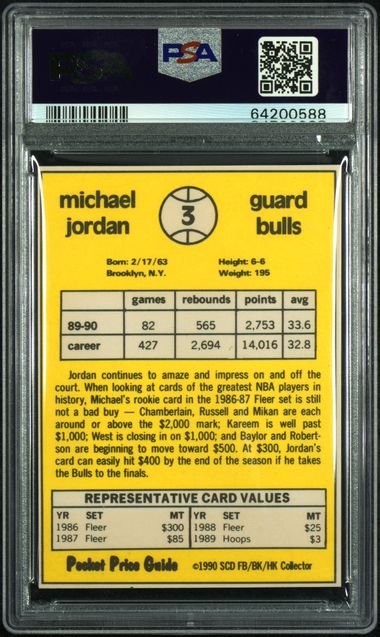 PSA
PSA
64200588
michael
jordan
3
guard
bulls
Born: 2/17/63
Brooklyn, N.Y.
Height: 6-6
Weight: 195
games rebounds points avg
89-90 82 565 2,753 33.6
career 427 2,694 14,016 32.8
Jordan continues to amaze and impress on and off the
court. When looking at cards of the greatest NBA players in
history, Michael's rookie card in the 1986-87 Fleer set is still
not a bad buy — Chamberlain, Russell and Mikan are each
around or above the $2,000 mark; Kareem is well past
$1,000; West is closing in on $1,000; and Baylor and Robert-
son are beginning to move toward $500. At $300, Jordan's
card can easily hit $400 by the end of the season if he takes
the Bulls to the finals.
REPRESENTATIVE CARD VALUES
YR SET MT YR SET MT
1986 Fleer $300 1988 Fleer $25
1987 Fleer $85 1989 Hoops $3
Pocket Price Guide ©1990 SCD FB/BK/HK Collector